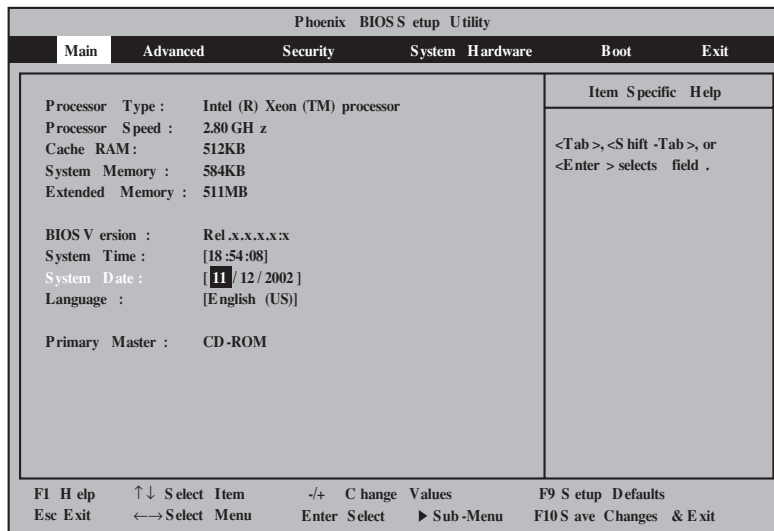 Phoenix BIOS Setup Utility
Main Advanced Security System Hardware Boot Exit
Item Specific Help
<Tab>, <Shift-Tab>, or
<Enter> selects field.
Processor Type : Intel (R) Xeon (TM) processor
Processor Speed : 2.80 GHz
Cache RAM : 512KB
System Memory : 584KB
Extended Memory : 511MB
BIOS Version : Rel.x.x.x.x:x
System Time : [18:54:08]
System Date : [11/12/2002]
Language : [English (US)]
Primary Master : CD-ROM
F1 Help ↑↓ Select Item -/+ Change Values F9 Setup Defaults
Esc Exit ←→ Select Menu Enter Select ▶ Sub-Menu F10 Save Changes & Exit